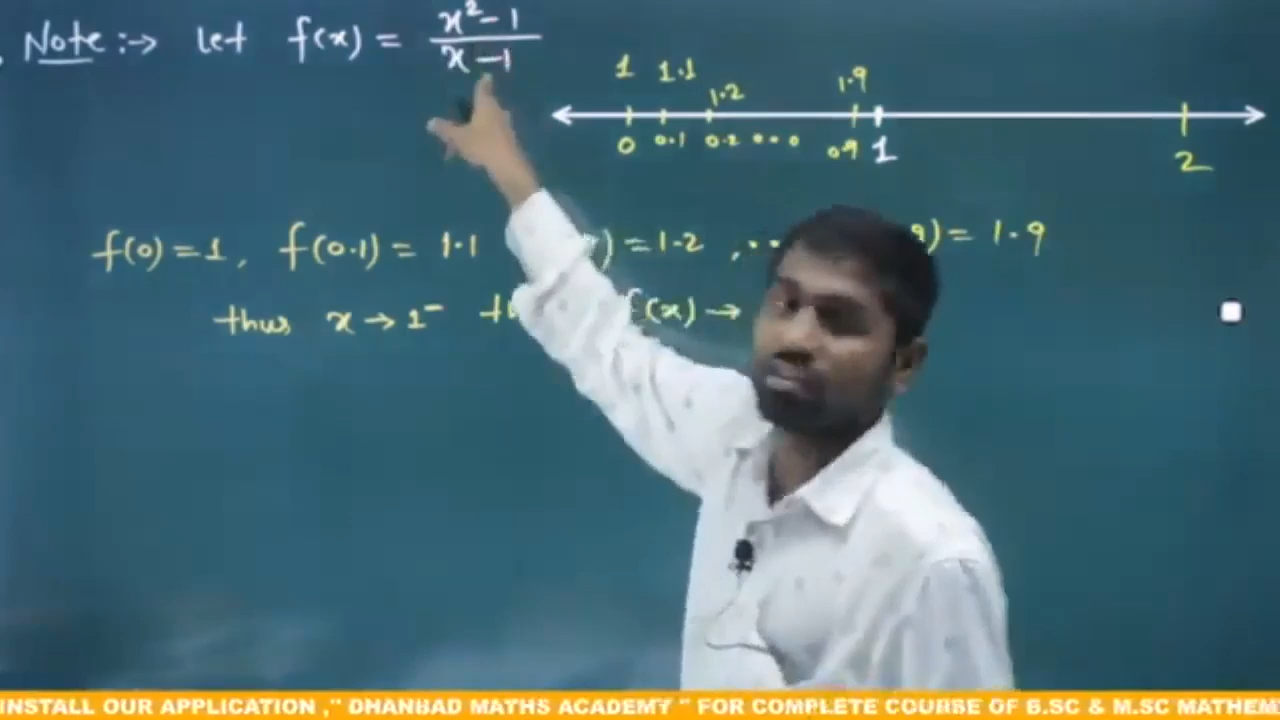 Note :→ Let f(x) = x² - 1 / x - 1
1 1.1 1.2 1.9
0 0.1 0.2 ... 0.9 1 2
f(0) = 1, f(0.1) = 1.1 ) = 1.2 , ... ) = 1.9
thus x → 1⁻ f(x) →
INSTALL OUR APPLICATION ," DHANBAD MATHS ACADEMY " FOR COMPLETE COURSE OF B.SC & M.SC MATHEM